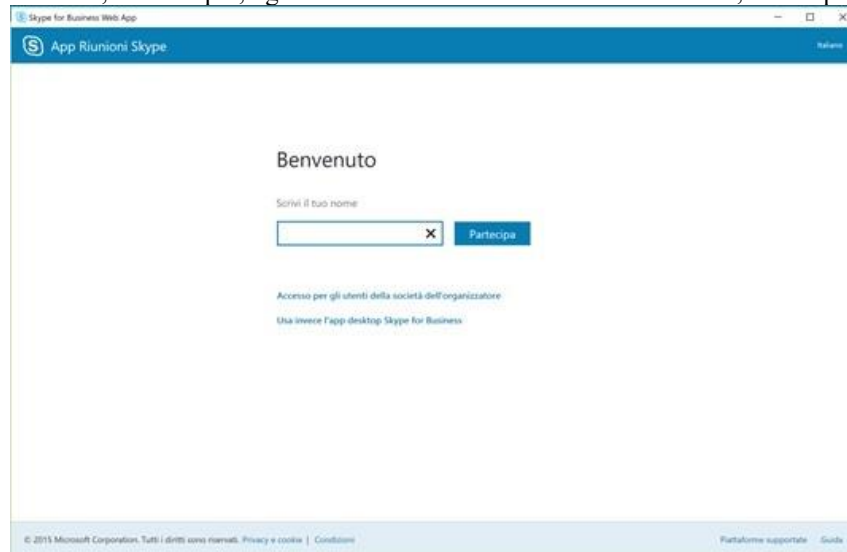 Skype for Business Web App
App Riunioni Skype
Italiano
Benvenuto
Scrivi il tuo nome
Partecipa
Accesso per gli utenti della società dell'organizzatore
Usa invece l'app desktop Skype for Business
© 2015 Microsoft Corporation. Tutti i diritti sono riservati. Privacy e cookie | Condizioni
Piattaforme supportate Guida